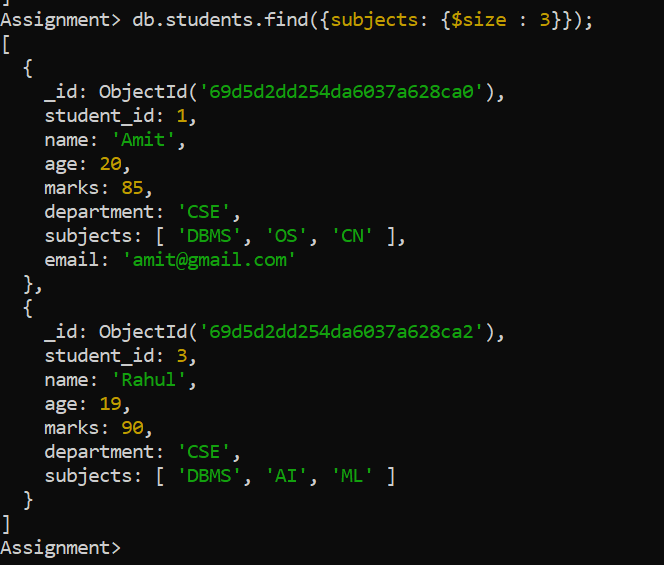 ]
Assignment> db.students.find({subjects: {$size : 3}});
[
  {
    _id: ObjectId('69d5d2dd254da6037a628ca0'),
    student_id: 1,
    name: 'Amit',
    age: 20,
    marks: 85,
    department: 'CSE',
    subjects: [ 'DBMS', 'OS', 'CN' ],
    email: 'amit@gmail.com'
  },
  {
    _id: ObjectId('69d5d2dd254da6037a628ca2'),
    student_id: 3,
    name: 'Rahul',
    age: 19,
    marks: 90,
    department: 'CSE',
    subjects: [ 'DBMS', 'AI', 'ML' ]
  }
]
Assignment>